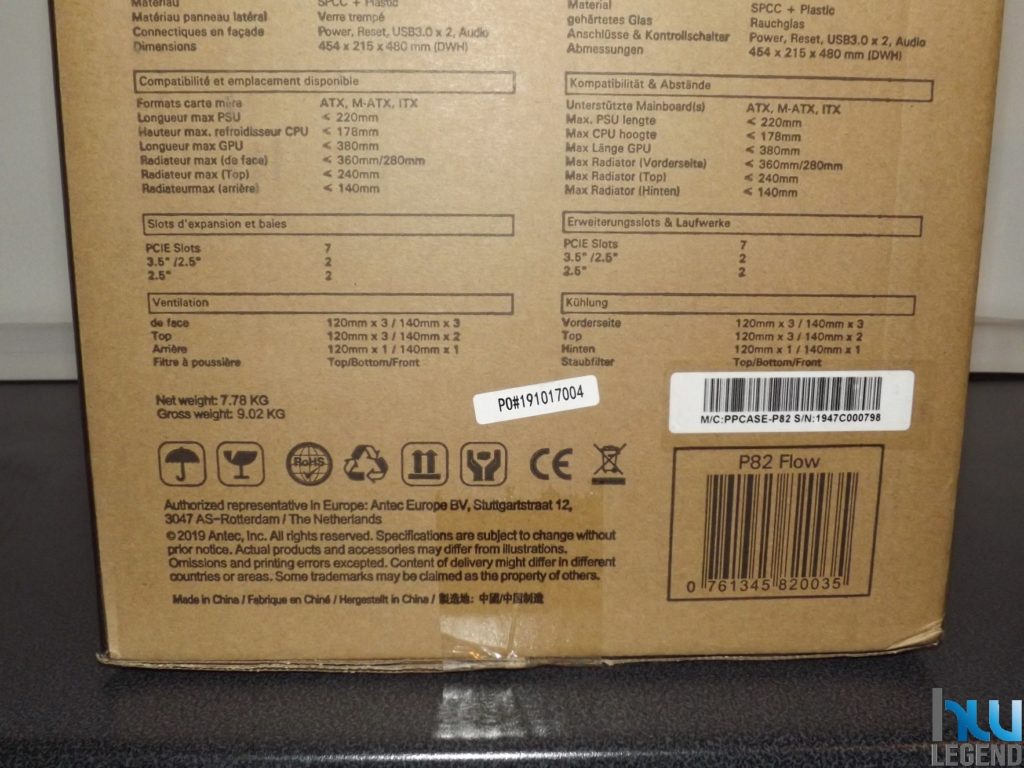 Matériau SPCC + Plastic
Matériau panneau latéral Verre trempé
Connectiques en façade Power, Reset, USB3.0 x 2, Audio
Dimensions 454 x 215 x 480 mm (DWH)
Compatibilité et emplacement disponible
Formats carte mère ATX, M-ATX, ITX
Longueur max PSU ≤ 220mm
Hauteur max. refroidisseur CPU ≤ 178mm
Longueur max GPU ≤ 380mm
Radiateur max (de face) ≤ 360mm/280mm
Radiateur max (Top) ≤ 240mm
Radiateurmax (arrière) ≤ 140mm
Slots d'expansion et baies
PCIE Slots 7
3.5" /2.5" 2
2.5" 2
Ventilation
de face 120mm x 3 / 140mm x 3
Top 120mm x 3 / 140mm x 2
Arrière 120mm x 1 / 140mm x 1
Filtre à poussière Top/Bottom/Front
Material SPCC + Plastic
gehärtetes Glas Rauchglas
Anschlüsse & Kontrollschalter Power, Reset, USB3.0 x 2, Audio
Abmessungen 454 x 215 x 480 mm (DWH)
Kompatibilität & Abstände
Unterstützte Mainboard(s) ATX, M-ATX, ITX
Max. PSU lengte ≤ 220mm
Max CPU hoogte ≤ 178mm
Max Länge GPU ≤ 380mm
Max Radiator (Vorderseite) ≤ 360mm/280mm
Max Radiator (Top) ≤ 240mm
Max Radiator (Hinten) ≤ 140mm
Erweiterungsslots & Laufwerke
PCIE Slots 7
3.5" /2.5" 2
2.5" 2
Kühlung
Vorderseite 120mm x 3 / 140mm x 3
Top 120mm x 3 / 140mm x 2
Hinten 120mm x 1 / 140mm x 1
Staubfilter Top/Bottom/Front
Net weight: 7.78 KG
Gross weight: 9.02 KG
PO#191017004
M/C:PPCASE-P82 S/N:1947C000798
RoHS
CE
P82 Flow
0 761345 820035
Authorized representative in Europe: Antec Europe BV, Stuttgartstraat 12,
3047 AS-Rotterdam / The Netherlands
©2019 Antec, Inc. All rights reserved. Specifications are subject to change without
prior notice. Actual products and accessories may differ from illustrations.
Omissions and printing errors excepted. Content of delivery might differ in different
countries or areas. Some trademarks may be claimed as the property of others.
Made in China / Fabriqué en Chine / Hergestellt in China / 製造地: 中國/中国制造
hw
LEGEND